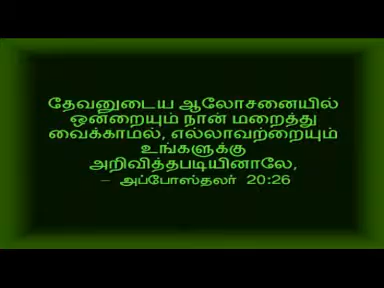 தேவனுடைய ஆலோசனையில்
ஒன்றையும் நான் மறைத்து
வைக்காமல், எல்லாவற்றையும்
உங்களுக்கு
அறிவித்தபடியினாலே,
– அப்போஸ்தலர் 20:26